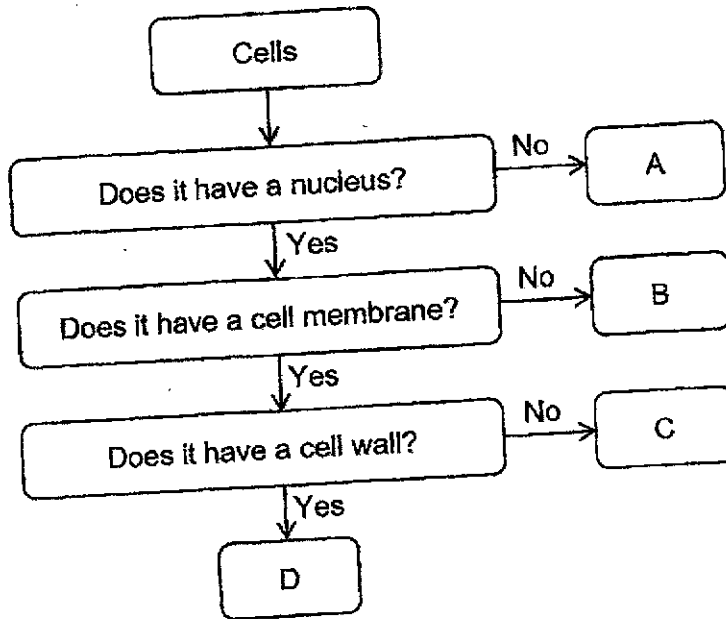 Cells
Does it have a nucleus?
No
A
Yes
Does it have a cell membrane?
No
B
Yes
Does it have a cell wall?
No
C
Yes
D